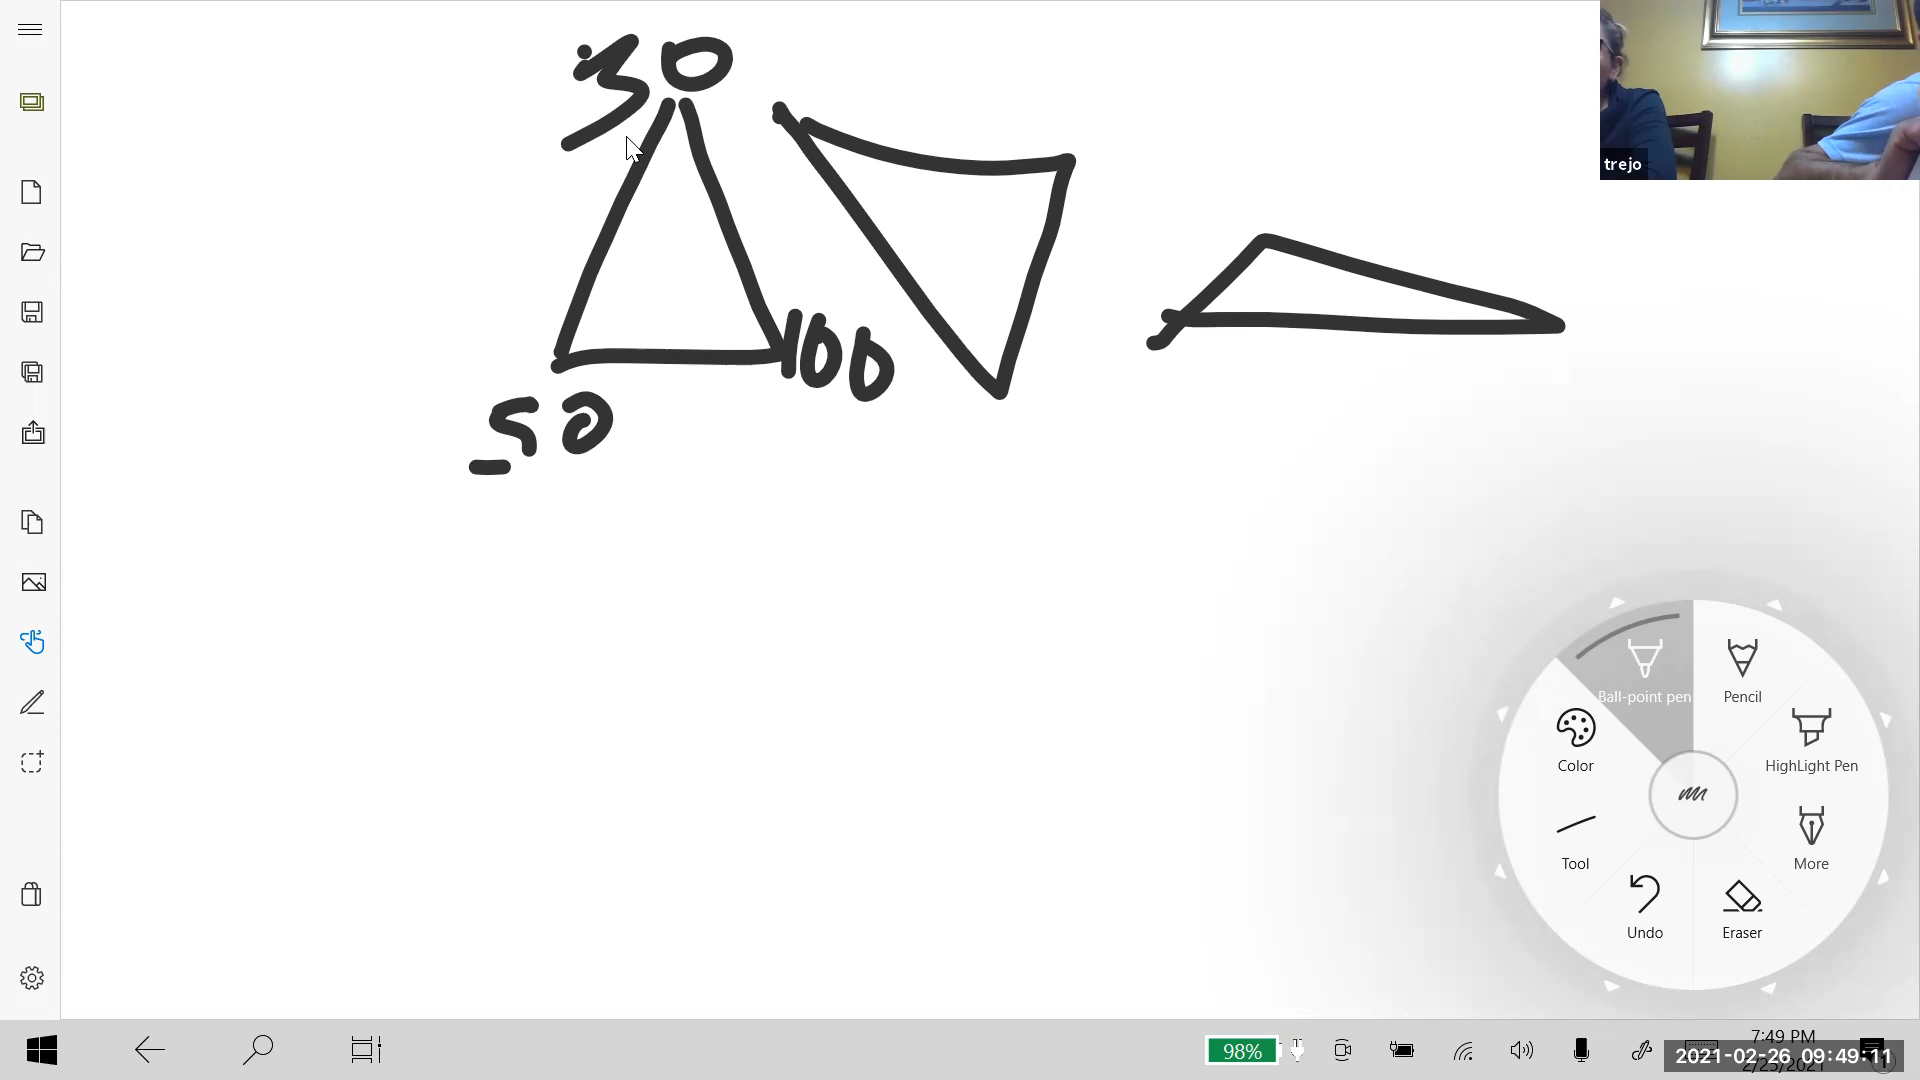 30
100
50
trejo
Ball-point pen
Pencil
Color
HighLight Pen
Tool
More
Undo
Eraser
98%
7:49 PM
2021-02-26 09:49:11